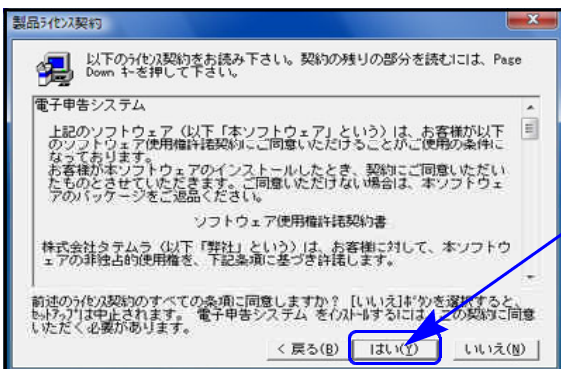 製品ﾗｲｾﾝｽ契約
以下のﾗｲｾﾝｽ契約をお読み下さい。契約の残りの部分を読むには、Page
Down ｷｰを押して下さい。
電子申告システム
上記のソフトウェア（以下「本ソフトウェア」という）は、お客様が以下
のソフトウェア使用権許諾契約にご同意いただけることがご使用の条件に
なっております。
お客様が本ソフトウェアのインストールしたとき、契約にご同意いただい
たものとさせていただきます。ご同意いただけない場合は、本ソフトウェ
アのパッケージをご返品ください。
ソフトウェア使用権許諾契約書
株式会社タテムラ（以下「弊社」という）は、お客様に対して、本ソフトウ
ェアの非独占的使用権を、下記条項に基づき許諾します。
前述のﾗｲｾﾝｽ契約のすべての条項に同意しますか？ [いいえ]ﾎﾞﾀﾝを選択すると、
ｾｯﾄｱｯﾌﾟは中止されます。 電子申告システム をｲﾝｽﾄｰﾙするには、この契約に同意
いただく必要があります。
< 戻る(B)
はい(Y)
いいえ(N)